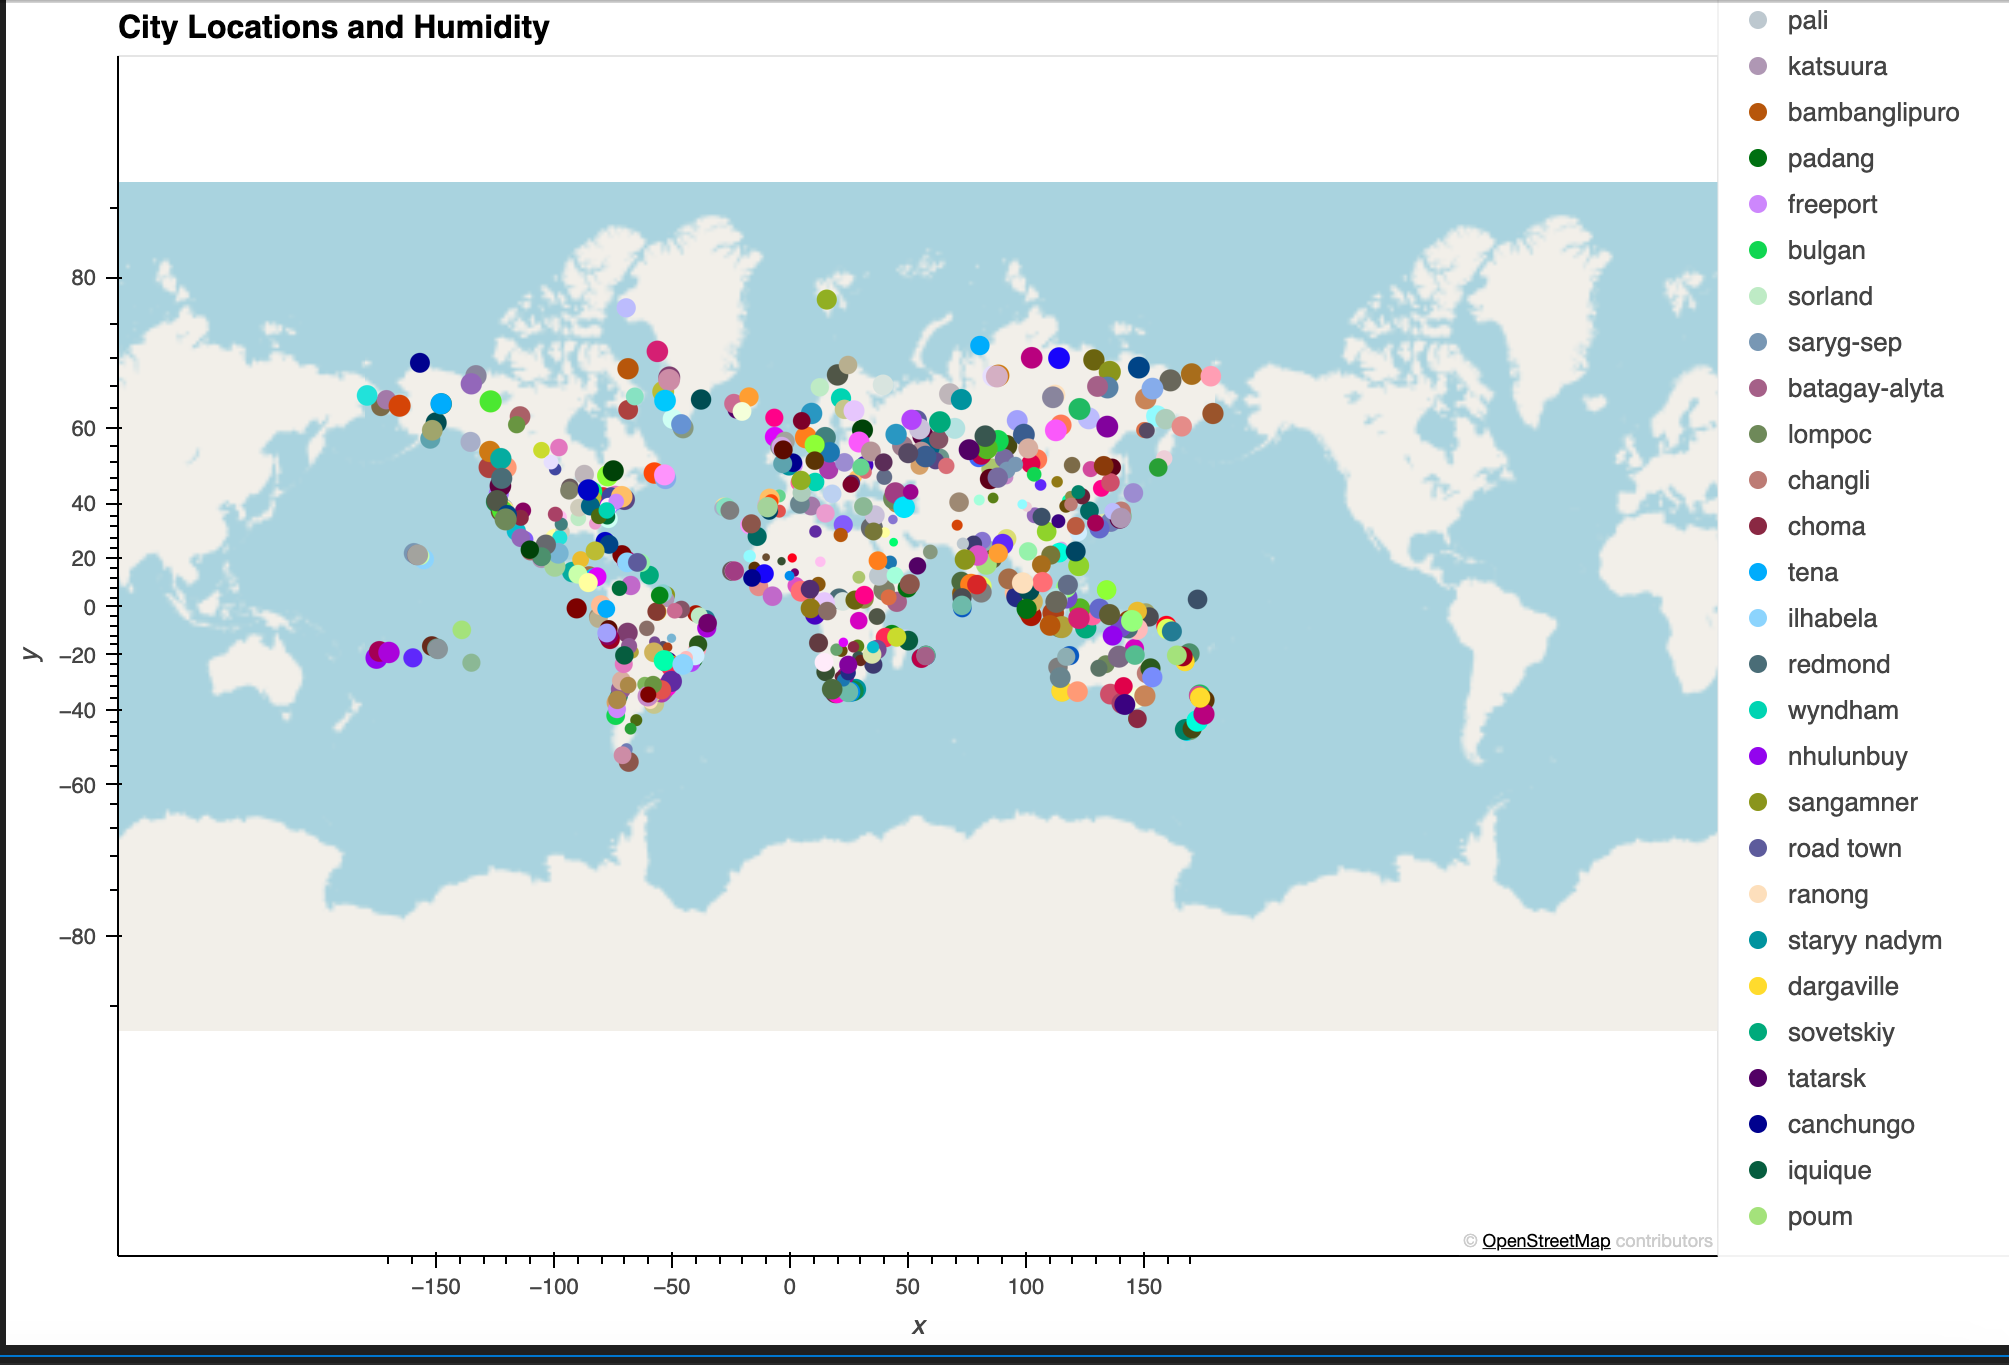 City Locations and Humidity
80
60
40
20
0
−20
−40
−60
−80
y
−150
−100
−50
0
50
100
150
x
© OpenStreetMap contributors
pali
katsuura
bambanglipuro
padang
freeport
bulgan
sorland
saryg-sep
batagay-alyta
lompoc
changli
choma
tena
ilhabela
redmond
wyndham
nhulunbuy
sangamner
road town
ranong
staryy nadym
dargaville
sovetskiy
tatarsk
canchungo
iquique
poum